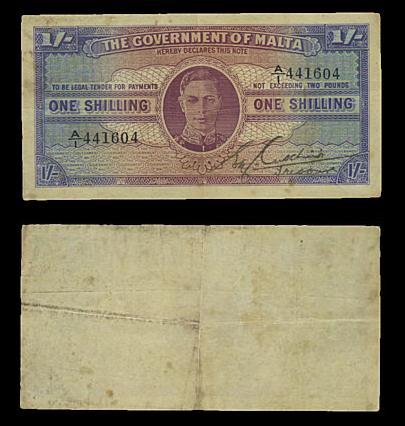 1/- THE GOVERNMENT OF MALTA 1/-
HEREBY DECLARES THIS NOTE
TO BE LEGAL TENDER FOR PAYMENTS NOT EXCEEDING TWO POUNDS
A/1 441604
ONE SHILLING ONE SHILLING
A/1 441604
1/- 1/-